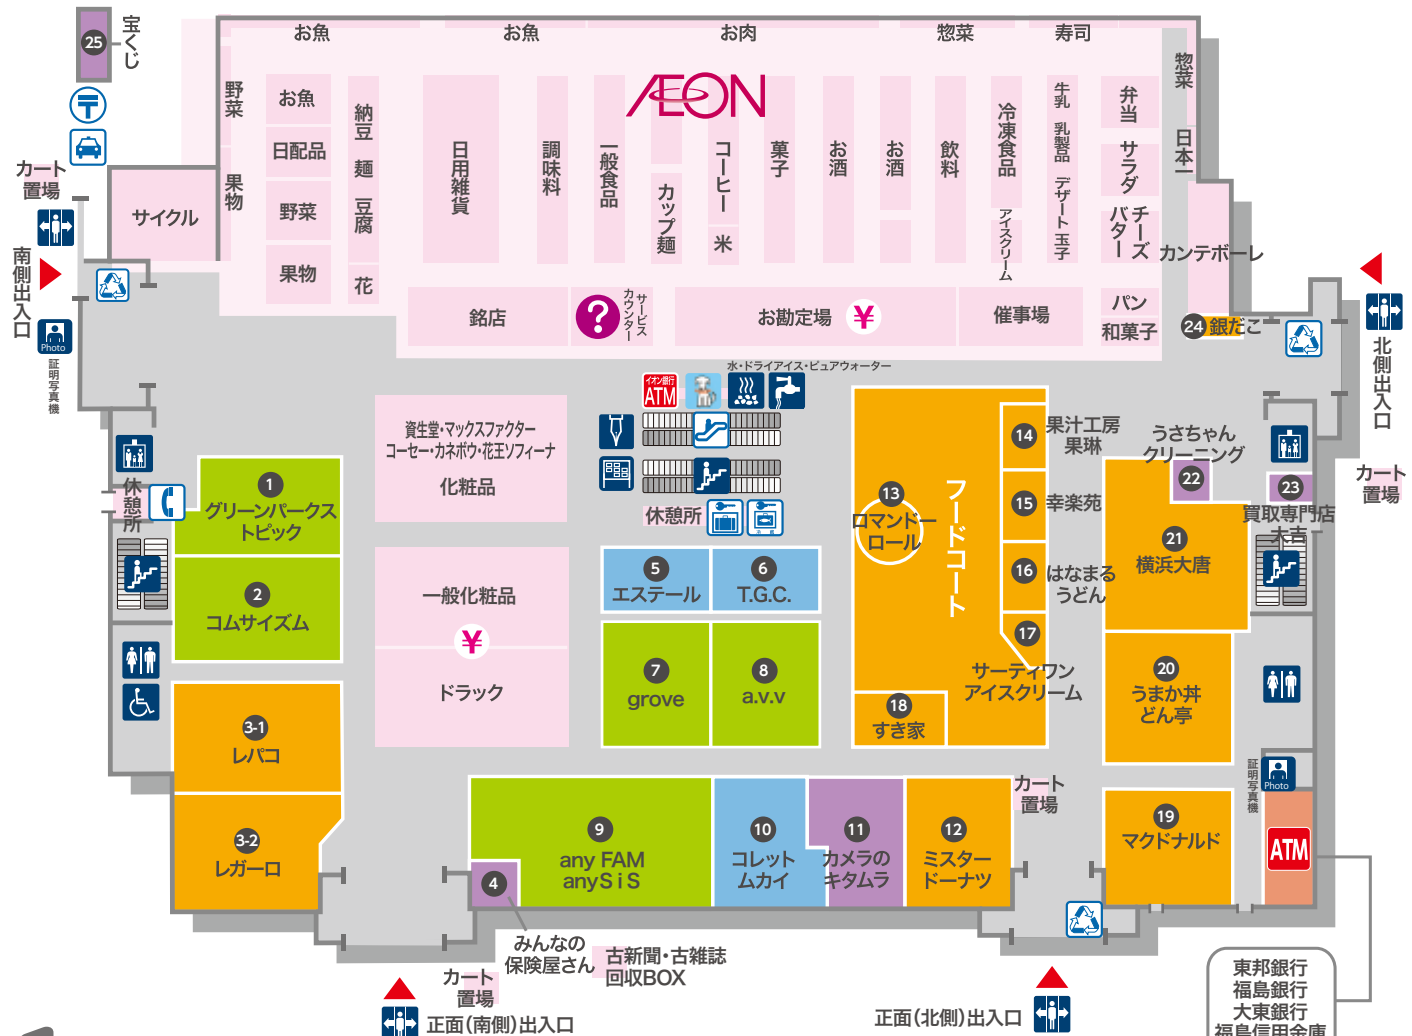 25
宝くじ
お魚
お魚
お肉
惣菜
寿司
惣菜
日本一
野菜
果物
お魚
日配品
野菜
果物
納豆
麺
豆腐
花
日用雑貨
調味料
一般食品
カップ麺
コーヒー
米
菓子
お酒
お酒
飲料
冷凍食品
アイスクリーム
牛乳
乳製品
デザート
玉子
弁当
サラダ
チーズ
バター
パン
和菓子
カンテボーレ
ÆON
カート
置場
サイクル
南側出入口
Photo
証明写真機
銘店
?
サービス
カウンター
お勘定場
¥
催事場
24
銀だこ
北側出入口
カート
置場
水・ドライアイス・ピュアウォーター
イオン銀行
ATM
休憩所
資生堂・マックスファクター
コーセー・カネボウ・花王ソフィーナ
化粧品
一般化粧品
¥
ドラック
休憩所
1
グリーンパークス
トピック
2
コムサイズム
3-1
レパコ
3-2
レガーロ
5
エステール
6
T.G.C.
7
grove
8
a.v.v
13
ロマンドー
ロール
フードコート
14
果汁工房
果琳
15
幸楽苑
16
はなまる
うどん
17
サーティワン
アイスクリーム
18
すき家
うさちゃん
クリーニング
22
23
買取専門店
大吉
21
横浜大唐
20
うまか丼
どん亭
19
マクドナルド
証明写真機
Photo
ATM
9
any FAM
anySiS
4
みんなの
保険屋さん
10
コレット
ムカイ
11
カメラの
キタムラ
12
ミスター
ドーナツ
カート
置場
古新聞・古雑誌
回収BOX
カート
置場
正面(南側)出入口
正面(北側)出入口
東邦銀行
福島銀行
大東銀行
福島信用金庫